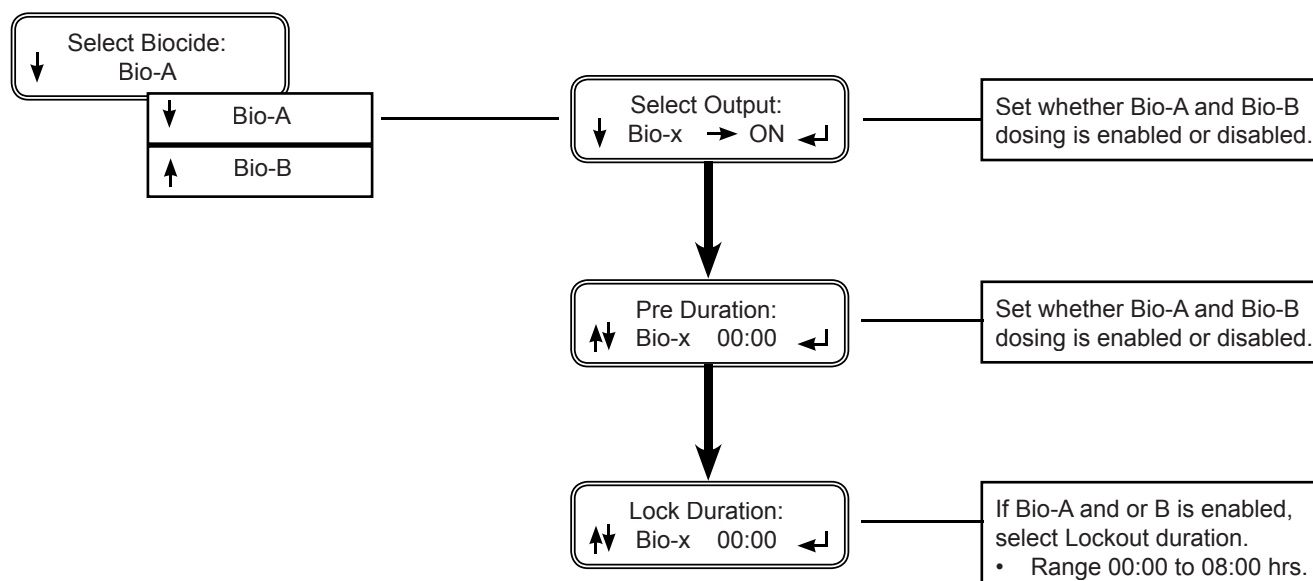 Select Biocide:
Bio-A
Bio-A
Bio-B
Select Output:
Bio-x → ON
Set whether Bio-A and Bio-B
dosing is enabled or disabled.
Pre Duration:
Bio-x 00:00
Set whether Bio-A and Bio-B
dosing is enabled or disabled.
Lock Duration:
Bio-x 00:00
If Bio-A and or B is enabled,
select Lockout duration.
• Range 00:00 to 08:00 hrs.